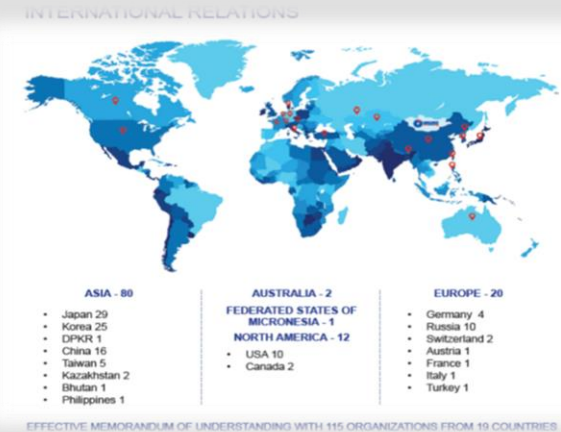 INTERNATIONAL RELATIONS
ASIA - 80
• Japan 29
• Korea 25
• DPKR 1
• China 16
• Taiwan 5
• Kazakhstan 2
• Bhutan 1
• Philippines 1
AUSTRALIA - 2
FEDERATED STATES OF
MICRONESIA - 1
NORTH AMERICA - 12
• USA 10
• Canada 2
EUROPE - 20
• Germany 4
• Russia 10
• Switzerland 2
• Austria 1
• France 1
• Italy 1
• Turkey 1
EFFECTIVE MEMORANDUM OF UNDERSTANDING WITH 115 ORGANIZATIONS FROM 19 COUNTRIES